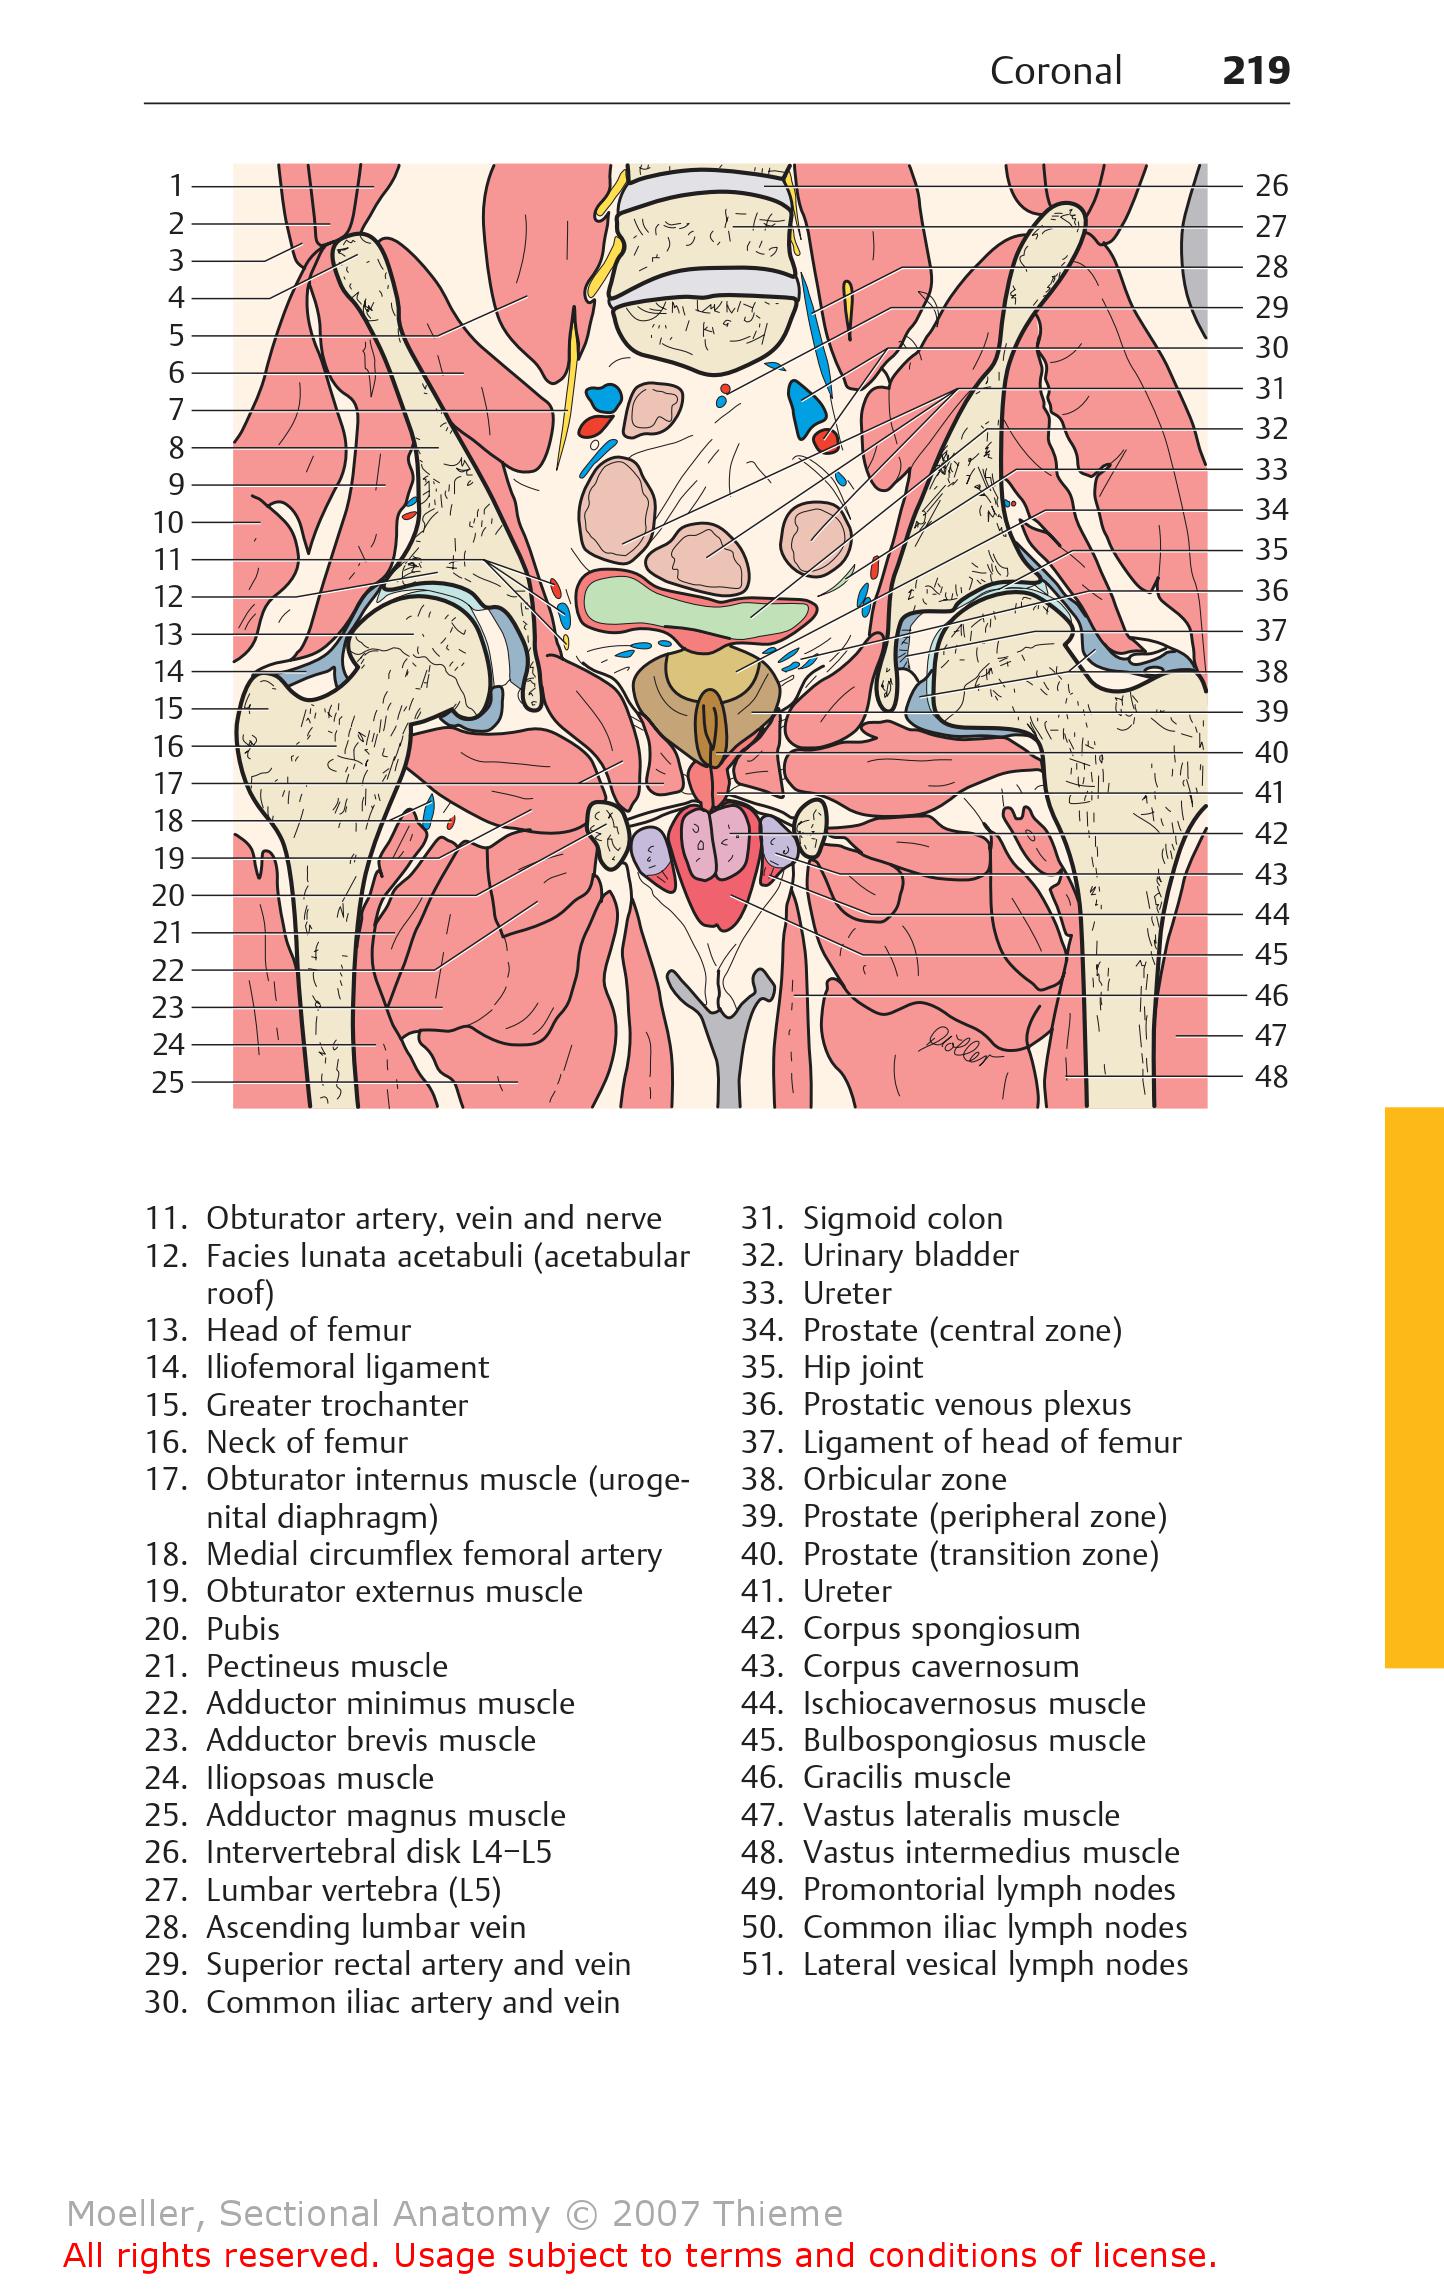 Coronal 219
1
2
3
4
5
6
7
8
9
10
11
12
13
14
15
16
17
18
19
20
21
22
23
24
25
26
27
28
29
30
31
32
33
34
35
36
37
38
39
40
41
42
43
44
45
46
47
48
Möller
11. Obturator artery, vein and nerve
12. Facies lunata acetabuli (acetabular
roof)
13. Head of femur
14. Iliofemoral ligament
15. Greater trochanter
16. Neck of femur
17. Obturator internus muscle (uroge-
nital diaphragm)
18. Medial circumflex femoral artery
19. Obturator externus muscle
20. Pubis
21. Pectineus muscle
22. Adductor minimus muscle
23. Adductor brevis muscle
24. Iliopsoas muscle
25. Adductor magnus muscle
26. Intervertebral disk L4–L5
27. Lumbar vertebra (L5)
28. Ascending lumbar vein
29. Superior rectal artery and vein
30. Common iliac artery and vein
31. Sigmoid colon
32. Urinary bladder
33. Ureter
34. Prostate (central zone)
35. Hip joint
36. Prostatic venous plexus
37. Ligament of head of femur
38. Orbicular zone
39. Prostate (peripheral zone)
40. Prostate (transition zone)
41. Ureter
42. Corpus spongiosum
43. Corpus cavernosum
44. Ischiocavernosus muscle
45. Bulbospongiosus muscle
46. Gracilis muscle
47. Vastus lateralis muscle
48. Vastus intermedius muscle
49. Promontorial lymph nodes
50. Common iliac lymph nodes
51. Lateral vesical lymph nodes
Moeller, Sectional Anatomy © 2007 Thieme
All rights reserved. Usage subject to terms and conditions of license.